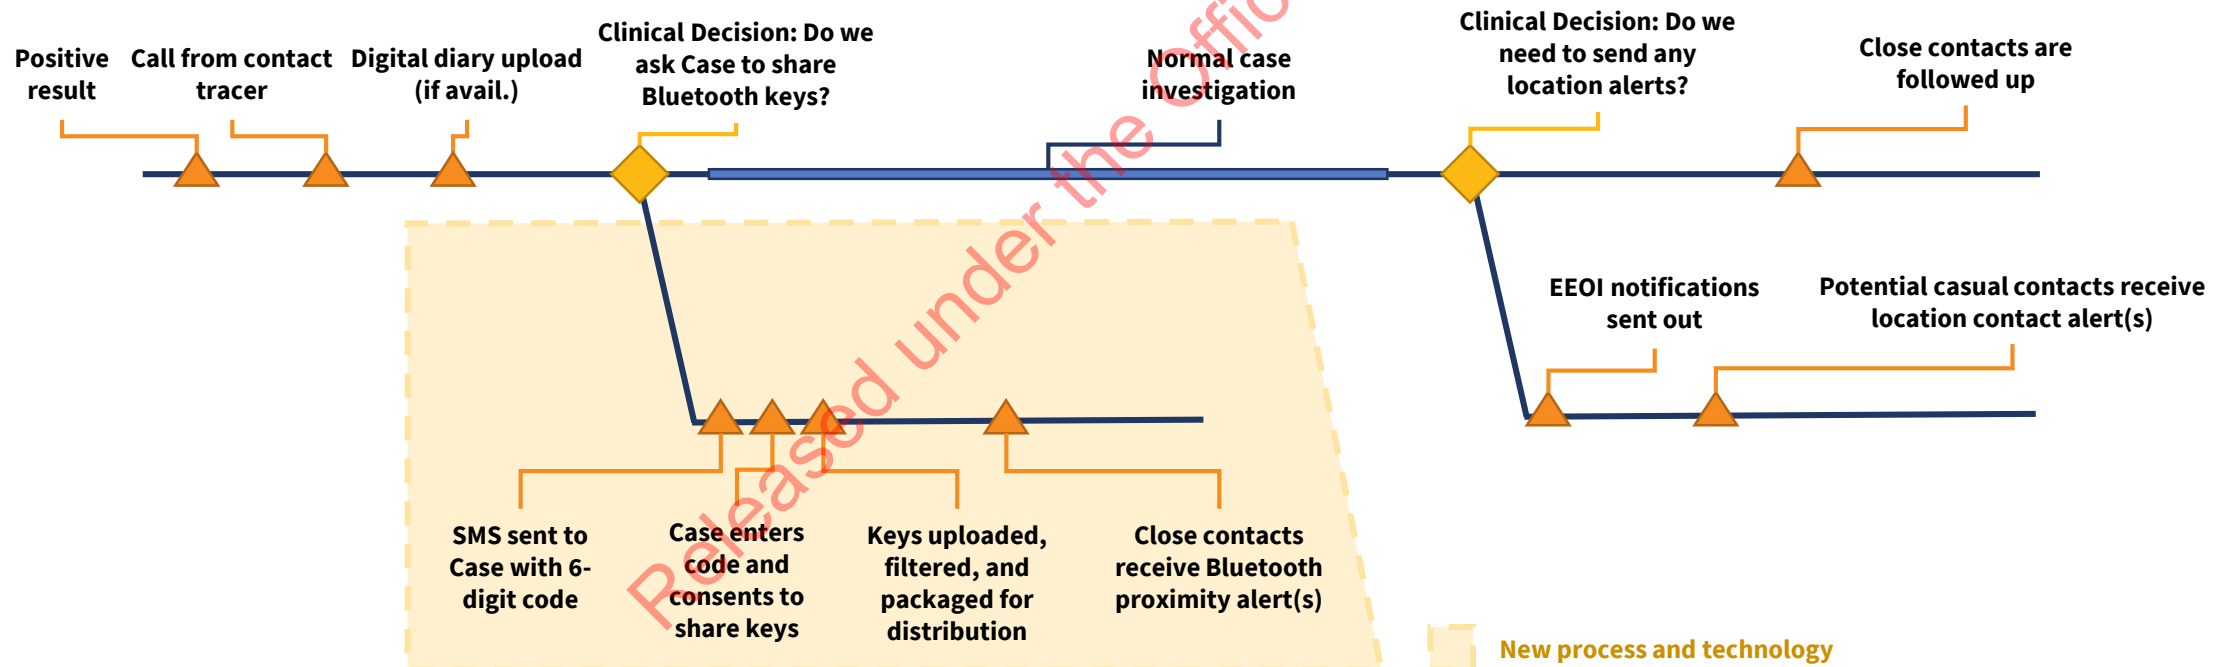 Positive
result
Call from contact
tracer
Digital diary upload
(if avail.)
Clinical Decision: Do we
ask Case to share
Bluetooth keys?
Normal case
investigation
Clinical Decision: Do we
need to send any
location alerts?
Close contacts are
followed up
EEOI notifications
sent out
Potential casual contacts receive
location contact alert(s)
SMS sent to
Case with 6-
digit code
Case enters
code and
consents to
share keys
Keys uploaded,
filtered, and
packaged for
distribution
Close contacts
receive Bluetooth
proximity alert(s)
New process and technology
Released under the